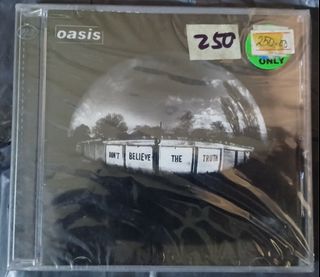 oasis
250
250.00
ONLY
DON'T BELIEVE THE TRUTH